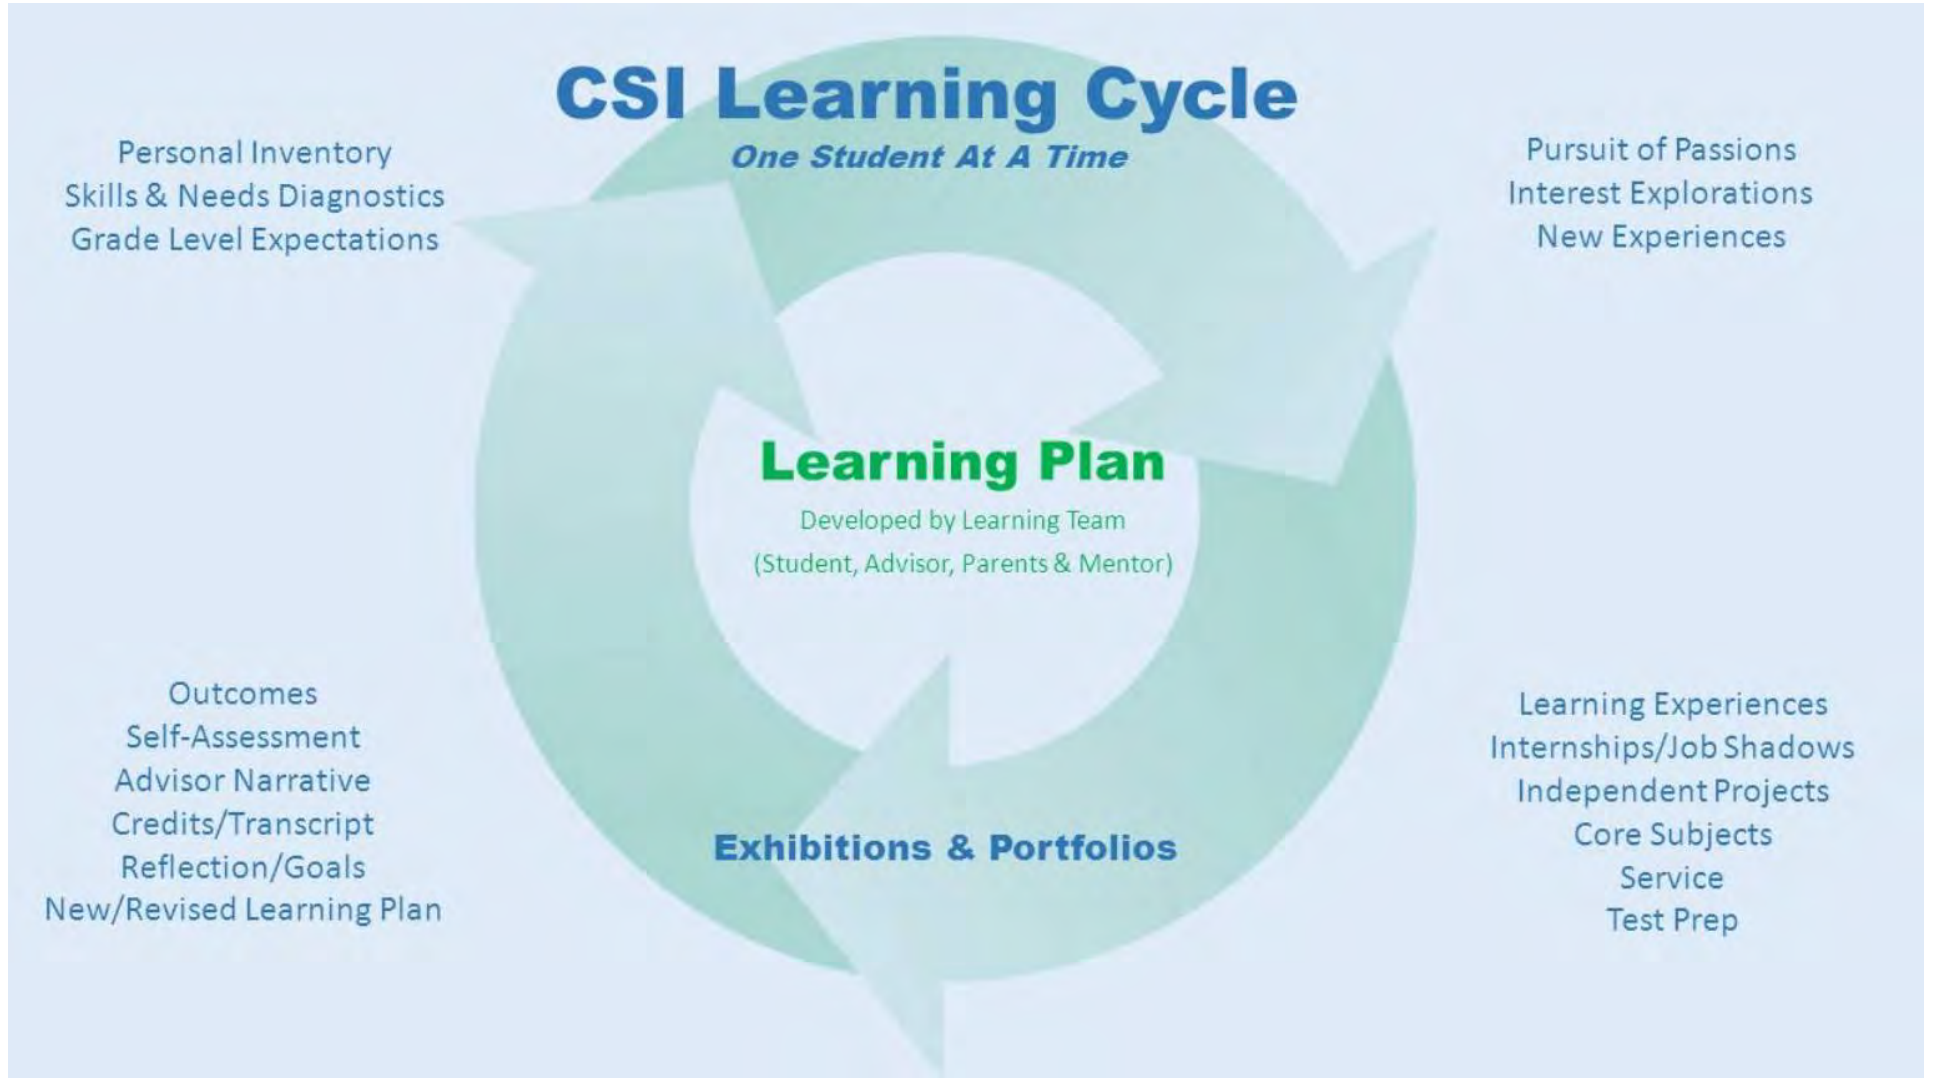 CSI Learning Cycle
One Student At A Time
Personal Inventory
Skills & Needs Diagnostics
Grade Level Expectations
Pursuit of Passions
Interest Explorations
New Experiences
Learning Plan
Developed by Learning Team
(Student, Advisor, Parents & Mentor)
Outcomes
Self-Assessment
Advisor Narrative
Credits/Transcript
Reflection/Goals
New/Revised Learning Plan
Exhibitions & Portfolios
Learning Experiences
Internships/Job Shadows
Independent Projects
Core Subjects
Service
Test Prep